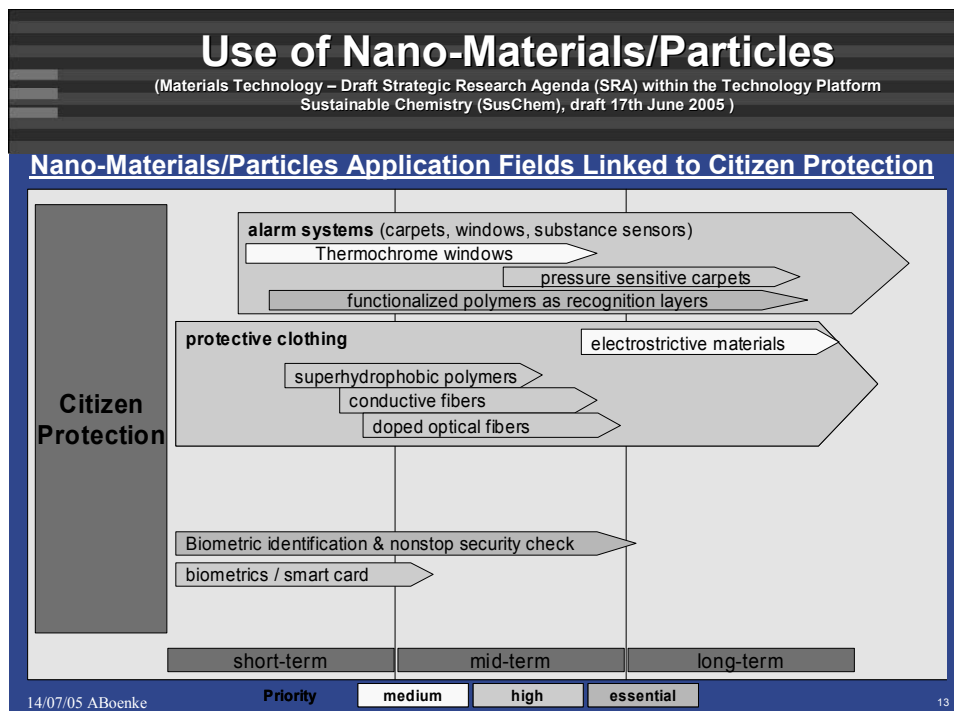 Use of Nano-Materials/Particles
(Materials Technology – Draft Strategic Research Agenda (SRA) within the Technology Platform
Sustainable Chemistry (SusChem), draft 17th June 2005 )
Nano-Materials/Particles Application Fields Linked to Citizen Protection
alarm systems (carpets, windows, substance sensors)
Thermochrome windows
pressure sensitive carpets
functionalized polymers as recognition layers
protective clothing
electrostrictive materials
superhydrophobic polymers
conductive fibers
doped optical fibers
Citizen
Protection
Biometric identification & nonstop security check
biometrics / smart card
short-term mid-term long-term
Priority medium high essential
14/07/05 ABoenke
13